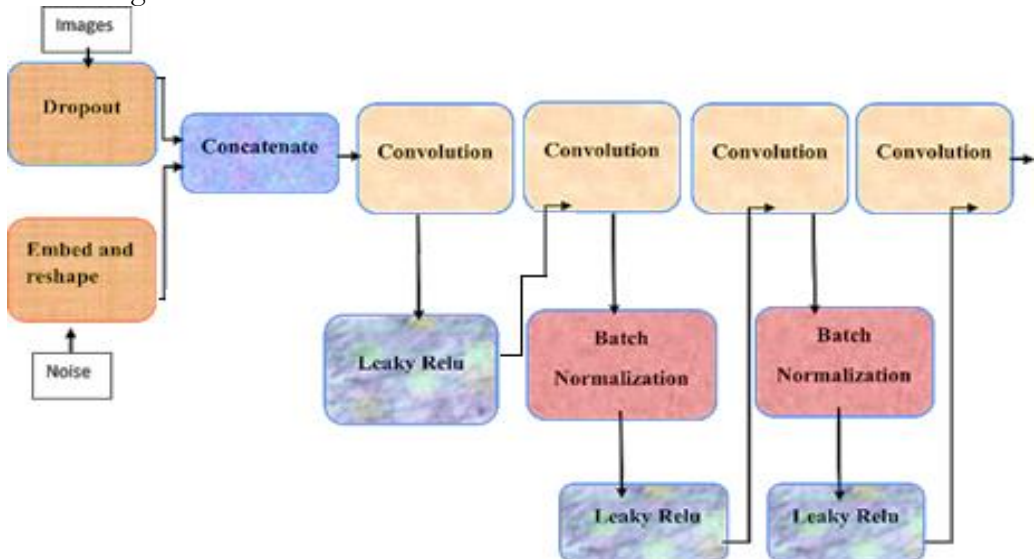 Images
Dropout
Concatenate
Convolution
Convolution
Convolution
Convolution
Embed and
reshape
Noise
Leaky Relu
Batch
Normalization
Batch
Normalization
Leaky Relu
Leaky Relu